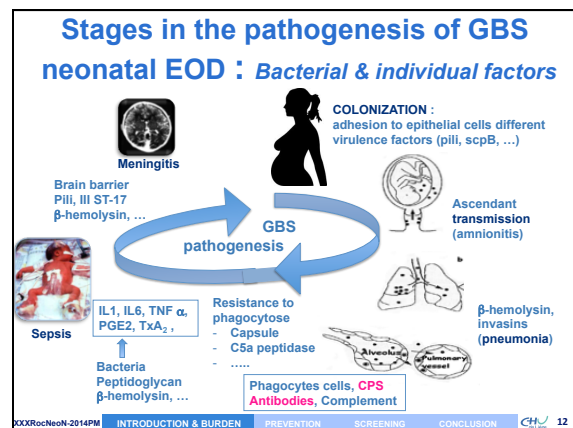 Stages in the pathogenesis of GBS
neonatal EOD : Bacterial & individual factors
COLONIZATION :
adhesion to epithelial cells different
virulence factors (pili, scpB, …)
Meningitis
Brain barrier
Pili, III ST-17
β-hemolysin, …
Ascendant
transmission
(amnionitis)
GBS
pathogenesis
b
Sepsis
IL1, IL6, TNF α,
PGE2, TxA2 ,
Bacteria
Peptidoglycan
β-hemolysin, …
Resistance to
phagocytose
- Capsule
- C5a peptidase
- …..
β-hemolysin,
invasins
(pneumonia)
Alveolus
Pulmonary
vessel
Phagocytes cells, CPS
Antibodies, Complement
XXXRocNeoN-2014PM INTRODUCTION & BURDEN PREVENTION SCREENING CONCLUSION CHU 12